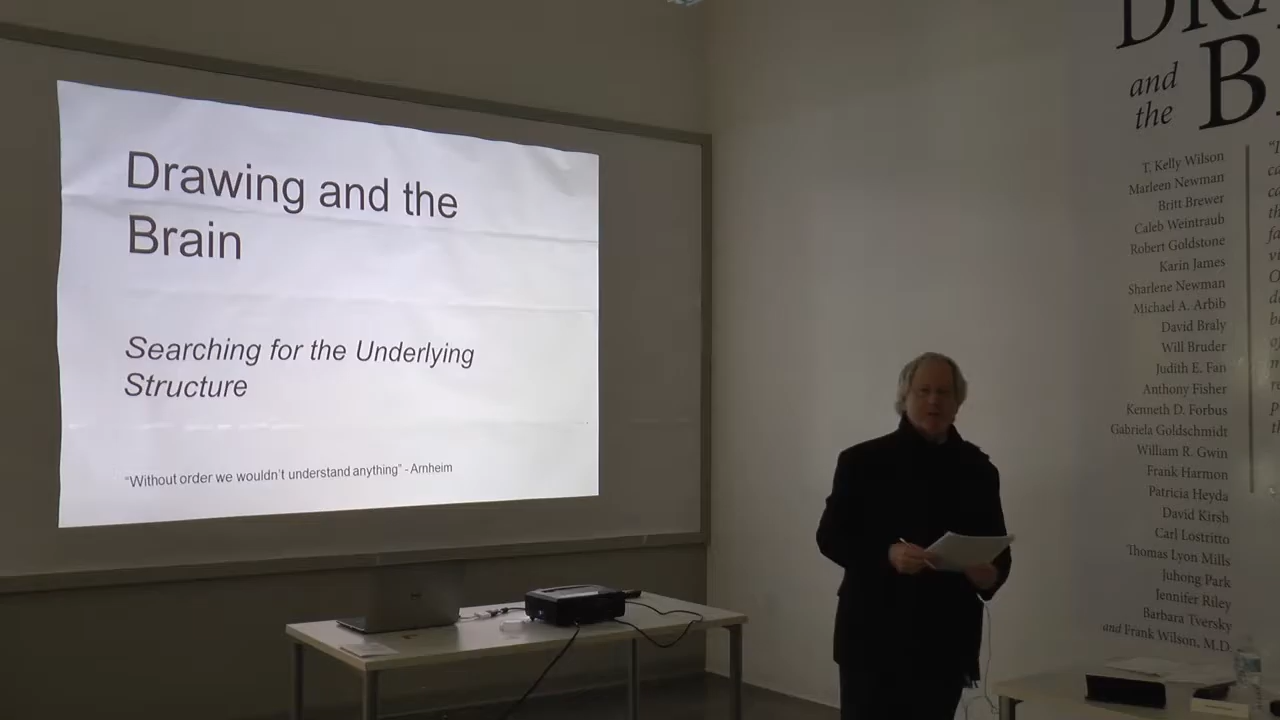 Drawing and the
Brain
Searching for the Underlying
Structure
“Without order we wouldn’t understand anything” - Arnheim
and
the
T. Kelly Wilson
Marleen Newman
Britt Brewer
Caleb Weintraub
Robert Goldstone
Karin James
Sharlene Newman
Michael A. Arbib
David Braly
Will Bruder
Judith E. Fan
Anthony Fisher
Kenneth D. Forbus
Gabriela Goldschmidt
William R. Gwin
Frank Harmon
Patricia Heyda
David Kirsh
Carl Lostritto
Thomas Lyon Mills
Juhong Park
Jennifer Riley
Barbara Tversky
and Frank Wilson, M.D.